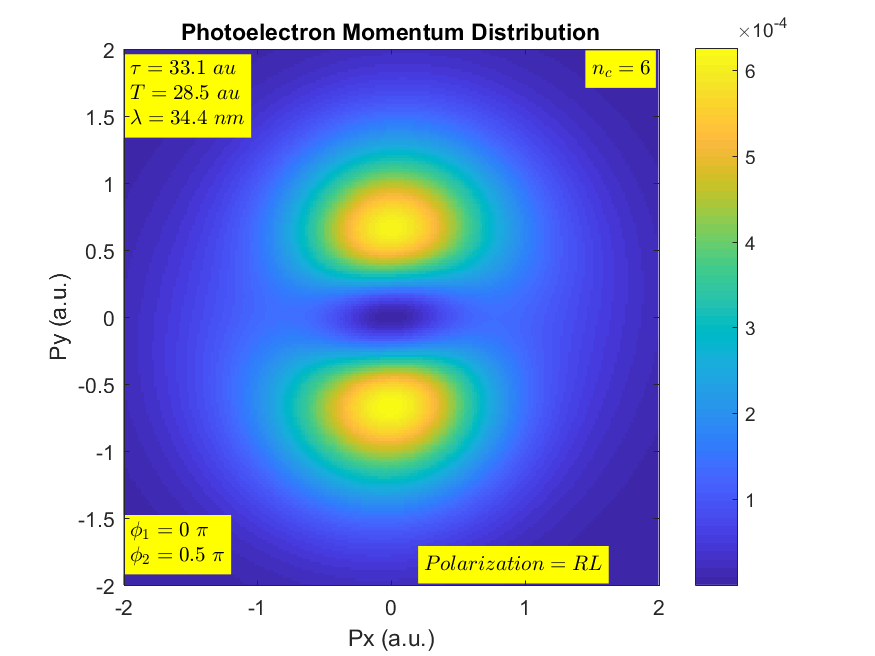 Photoelectron Momentum Distribution
×10⁻⁴
τ = 33.1 au
T = 28.5 au
λ = 34.4 nm
n_c = 6
ϕ₁ = 0 π
ϕ₂ = 0.5 π
Polarization = RL
2
1.5
1
0.5
0
-0.5
-1
-1.5
-2
Py (a.u.)
-2
-1
0
1
2
Px (a.u.)
6
5
4
3
2
1